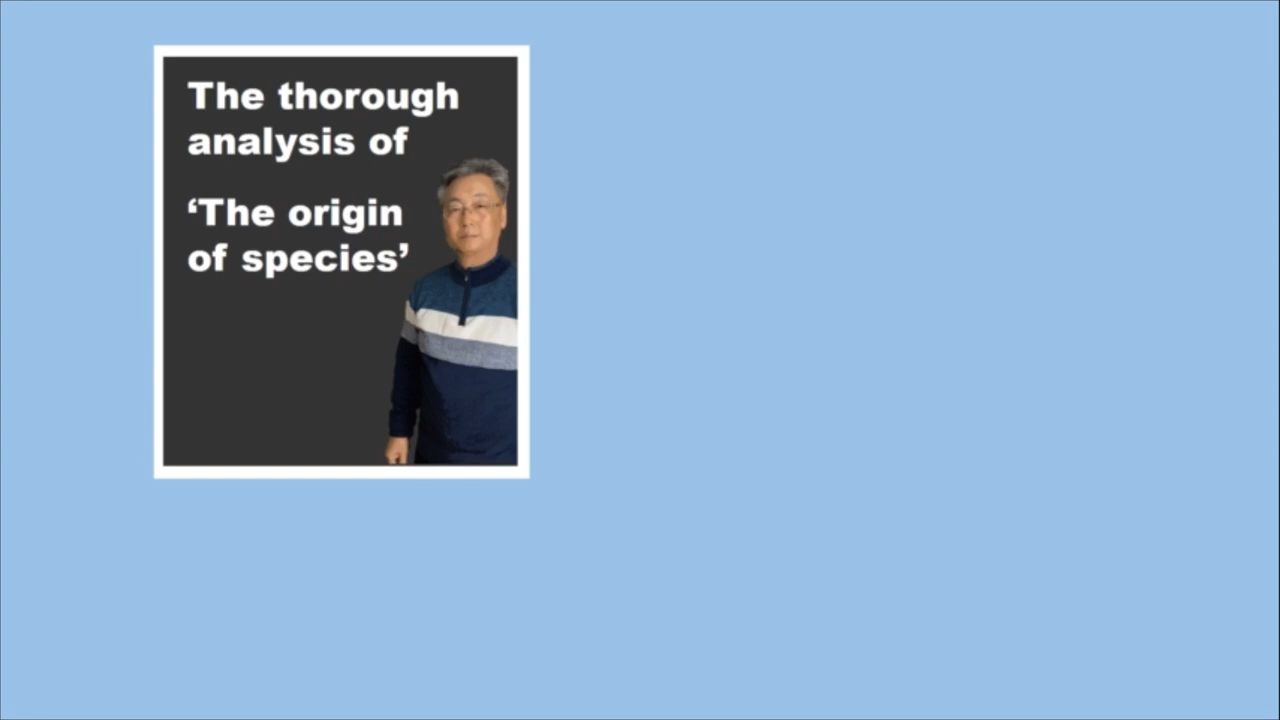 The thorough
analysis of
‘The origin
of species’